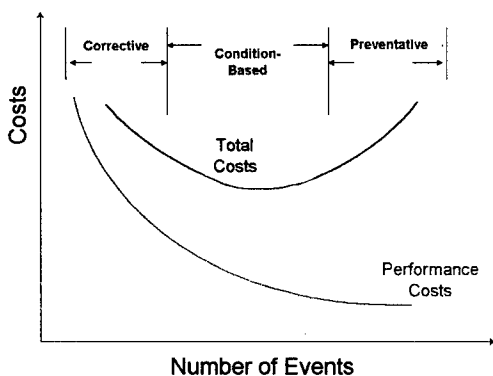 Corrective
Condition-
Based
Preventative
Costs
Total
Costs
Performance
Costs
Number of Events